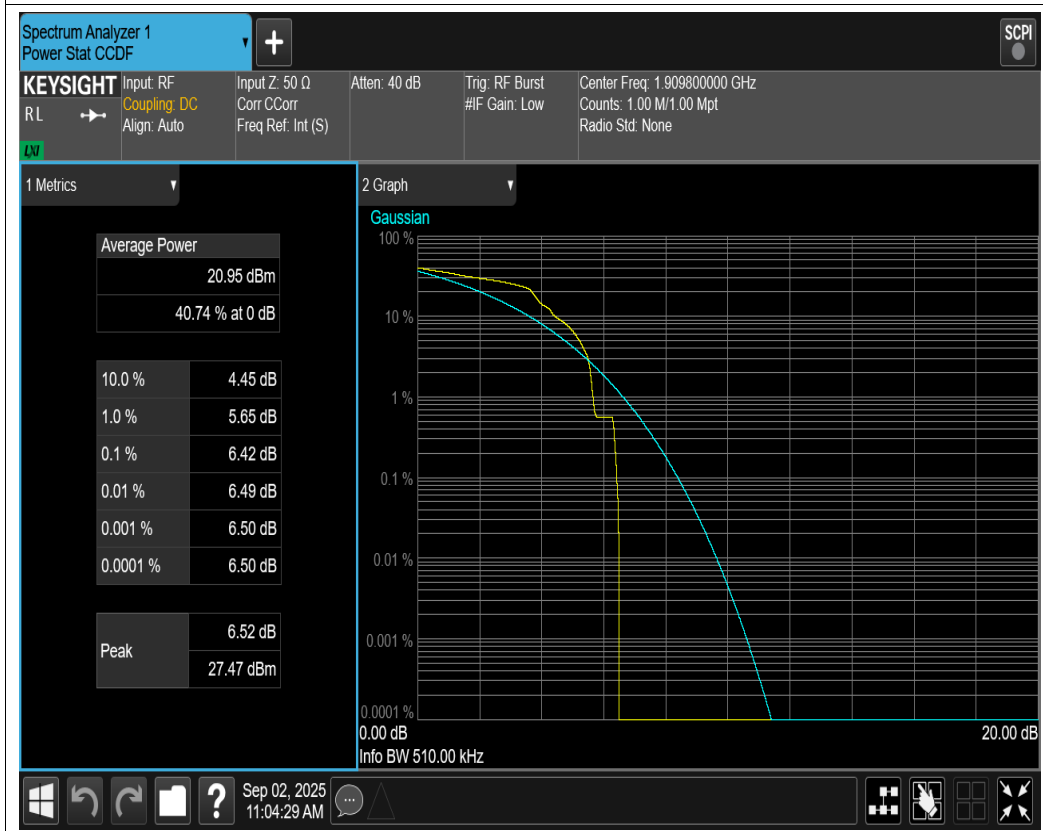 Spectrum Analyzer 1
Power Stat CCDF
+
SCPI
KEYSIGHT
RL
LXI
Input: RF
Coupling: DC
Align: Auto
Input Z: 50 Ω
Corr CCorr
Freq Ref: Int (S)
Atten: 40 dB
Trig: RF Burst
#IF Gain: Low
Center Freq: 1.909800000 GHz
Counts: 1.00 M/1.00 Mpt
Radio Std: None
1 Metrics
Average Power
20.95 dBm
40.74 % at 0 dB
10.0 % 4.45 dB
1.0 % 5.65 dB
0.1 % 6.42 dB
0.01 % 6.49 dB
0.001 % 6.50 dB
0.0001 % 6.50 dB
Peak
6.52 dB
27.47 dBm
2 Graph
Gaussian
100 %
10 %
1 %
0.1 %
0.01 %
0.001 %
0.0001 %
0.00 dB
20.00 dB
Info BW 510.00 kHz
?
Sep 02, 2025
11:04:29 AM